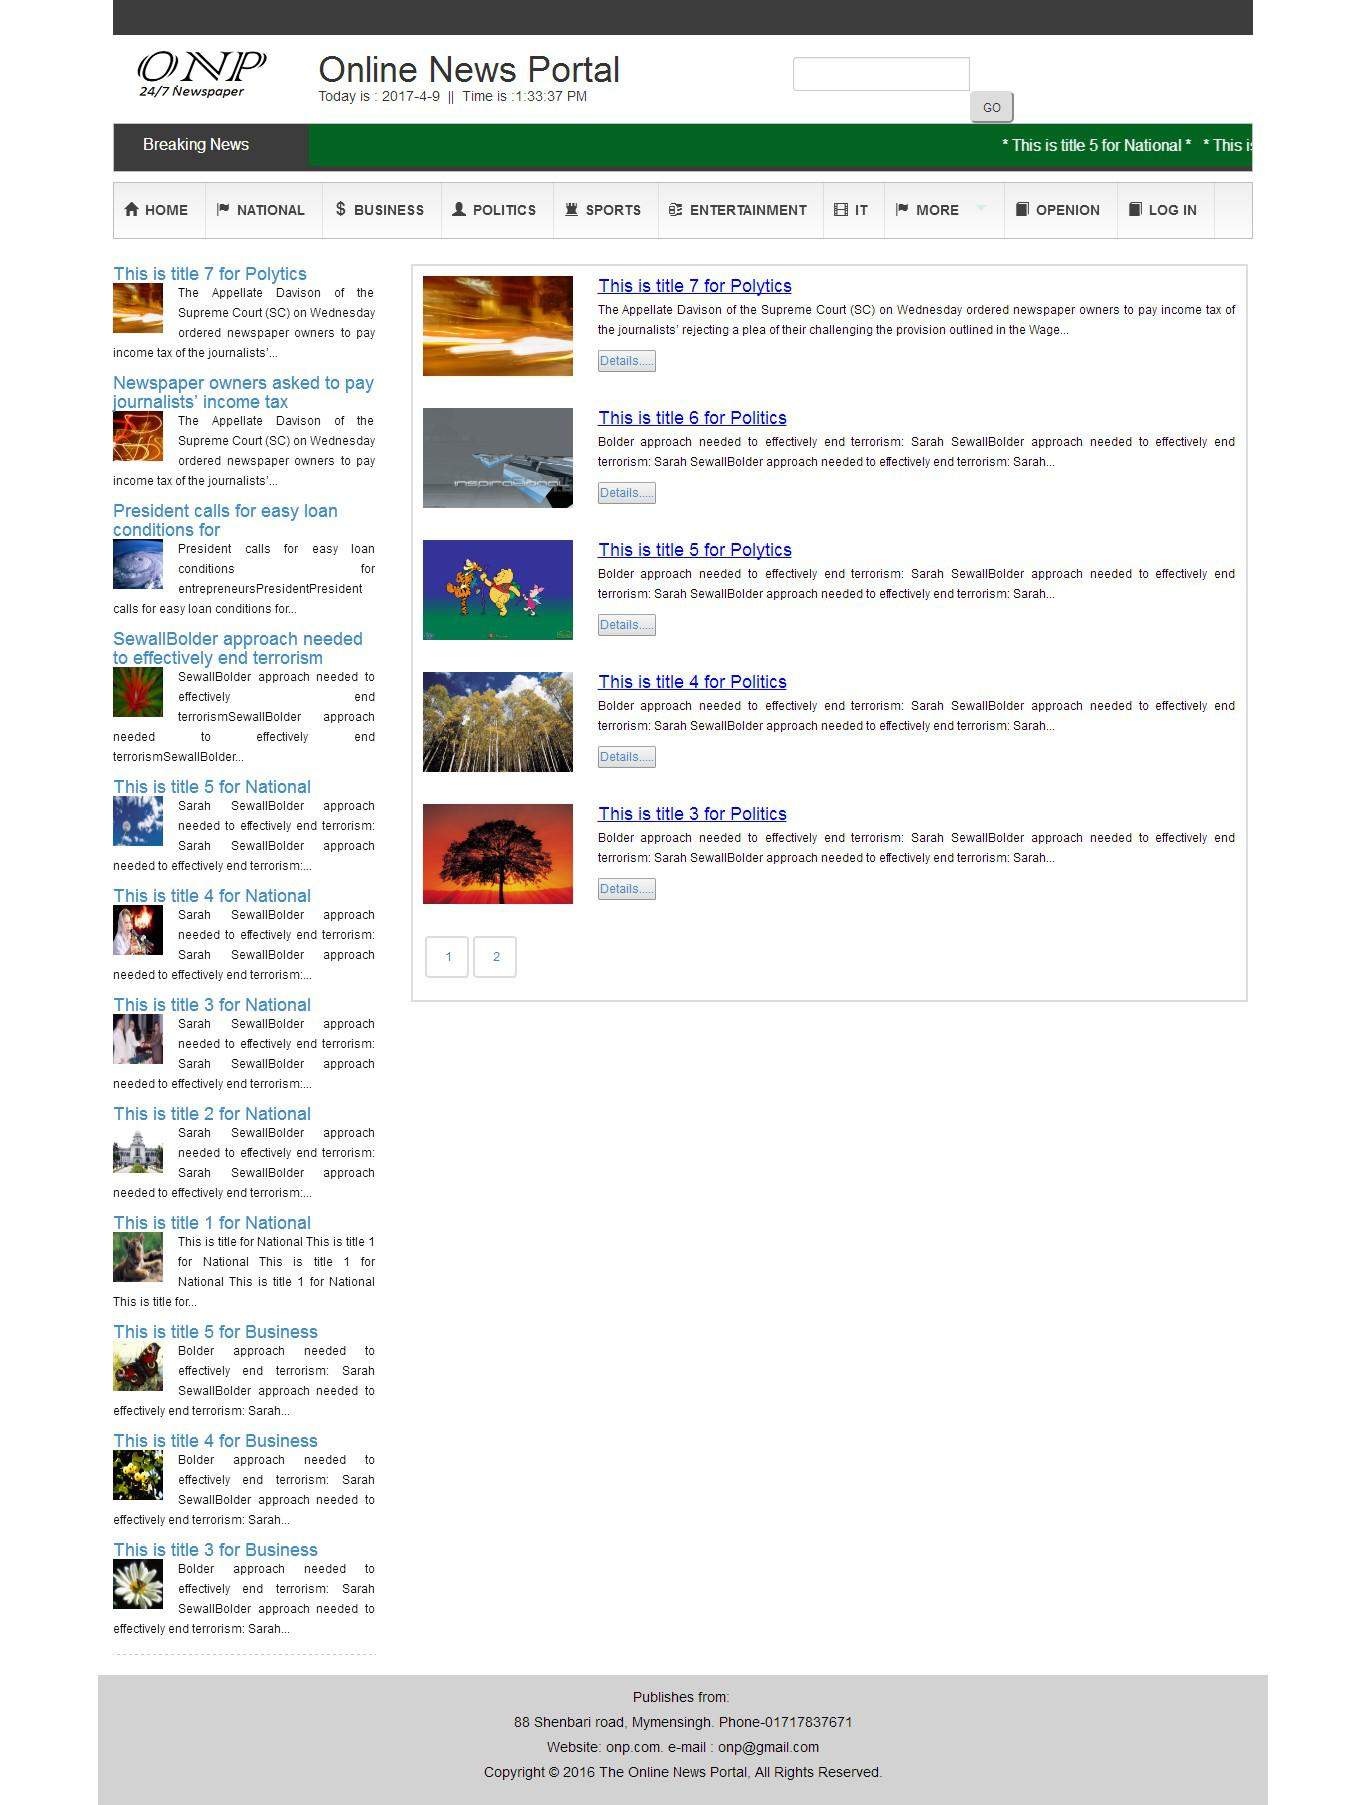 ONP
24/7 Newspaper
Online News Portal
Today is : 2017-4-9 || Time is :1:33:37 PM
GO
Breaking News
* This is title 5 for National * * This is
HOME NATIONAL BUSINESS POLITICS SPORTS ENTERTAINMENT IT MORE OPENION LOG IN
This is title 7 for Polytics
The Appellate Davison of the
Supreme Court (SC) on Wednesday
ordered newspaper owners to pay
income tax of the journalists’...
Newspaper owners asked to pay
journalists’ income tax
The Appellate Davison of the
Supreme Court (SC) on Wednesday
ordered newspaper owners to pay
income tax of the journalists’...
President calls for easy loan
conditions for
President calls for easy loan
conditions for
entrepreneursPresidentPresident
calls for easy loan conditions for...
SewallBolder approach needed
to effectively end terrorism
SewallBolder approach needed to
effectively end
terrorismSewallBolder approach
needed to effectively end
terrorismSewallBolder...
This is title 5 for National
Sarah SewallBolder approach
needed to effectively end terrorism:
Sarah SewallBolder approach
needed to effectively end terrorism:...
This is title 4 for National
Sarah SewallBolder approach
needed to effectively end terrorism:
Sarah SewallBolder approach
needed to effectively end terrorism:...
This is title 3 for National
Sarah SewallBolder approach
needed to effectively end terrorism:
Sarah SewallBolder approach
needed to effectively end terrorism:...
This is title 2 for National
Sarah SewallBolder approach
needed to effectively end terrorism:
Sarah SewallBolder approach
needed to effectively end terrorism:...
This is title 1 for National
This is title for National This is title 1
for National This is title 1 for
National This is title 1 for National
This is title for...
This is title 5 for Business
Bolder approach needed to
effectively end terrorism: Sarah
SewallBolder approach needed to
effectively end terrorism: Sarah...
This is title 4 for Business
Bolder approach needed to
effectively end terrorism: Sarah
SewallBolder approach needed to
effectively end terrorism: Sarah...
This is title 3 for Business
Bolder approach needed to
effectively end terrorism: Sarah
SewallBolder approach needed to
effectively end terrorism: Sarah...
This is title 7 for Polytics
The Appellate Davison of the Supreme Court (SC) on Wednesday ordered newspaper owners to pay income tax of
the journalists’ rejecting a plea of their challenging the provision outlined in the Wage...
Details.....
inspirational
This is title 6 for Politics
Bolder approach needed to effectively end terrorism: Sarah SewallBolder approach needed to effectively end
terrorism: Sarah SewallBolder approach needed to effectively end terrorism: Sarah...
Details.....
This is title 5 for Polytics
Bolder approach needed to effectively end terrorism: Sarah SewallBolder approach needed to effectively end
terrorism: Sarah SewallBolder approach needed to effectively end terrorism: Sarah...
Details.....
This is title 4 for Politics
Bolder approach needed to effectively end terrorism: Sarah SewallBolder approach needed to effectively end
terrorism: Sarah SewallBolder approach needed to effectively end terrorism: Sarah...
Details.....
This is title 3 for Politics
Bolder approach needed to effectively end terrorism: Sarah SewallBolder approach needed to effectively end
terrorism: Sarah SewallBolder approach needed to effectively end terrorism: Sarah...
Details.....
1 2
Publishes from:
88 Shenbari road, Mymensingh. Phone-01717837671
Website: onp.com. e-mail : onp@gmail.com
Copyright © 2016 The Online News Portal, All Rights Reserved.